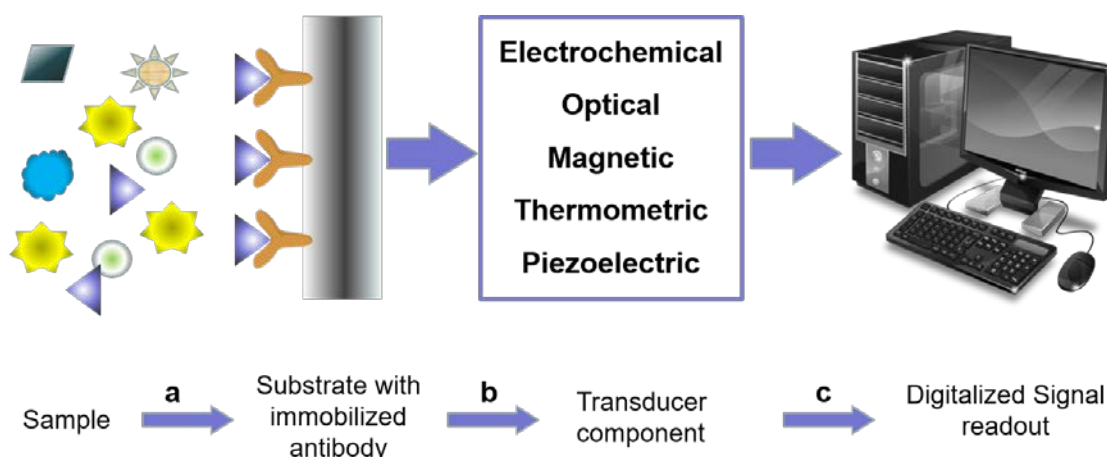 Electrochemical
Optical
Magnetic
Thermometric
Piezoelectric
a
b
c
Sample
Substrate with
immobilized
antibody
Transducer
component
Digitalized Signal
readout